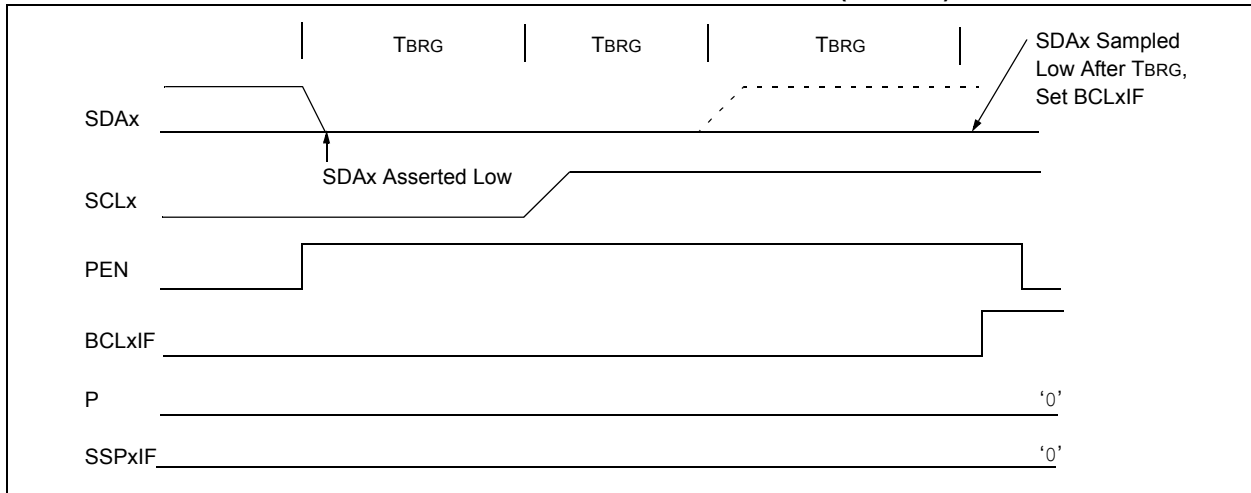 TBRG TBRG TBRG
SDAx Sampled
Low After TBRG,
Set BCLxIF
SDAx
SDAx Asserted Low
SCLx
PEN
BCLxIF
P
‘0’
SSPxIF
‘0’